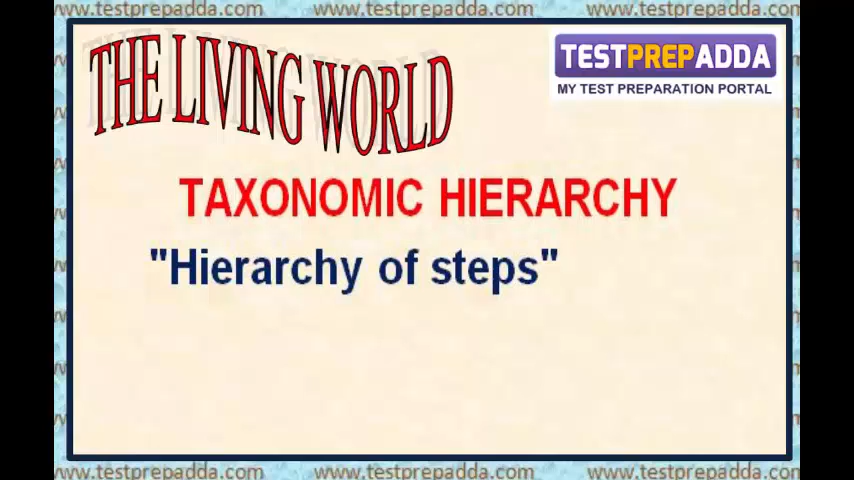 www.testprepadda.com www.testprepadda.com www.testprepadda.com
THE LIVING WORLD
TESTPREPADDA
MY TEST PREPARATION PORTAL
TAXONOMIC HIERARCHY
"Hierarchy of steps"
www.testprepadda.com www.testprepadda.com www.testprepadda.com